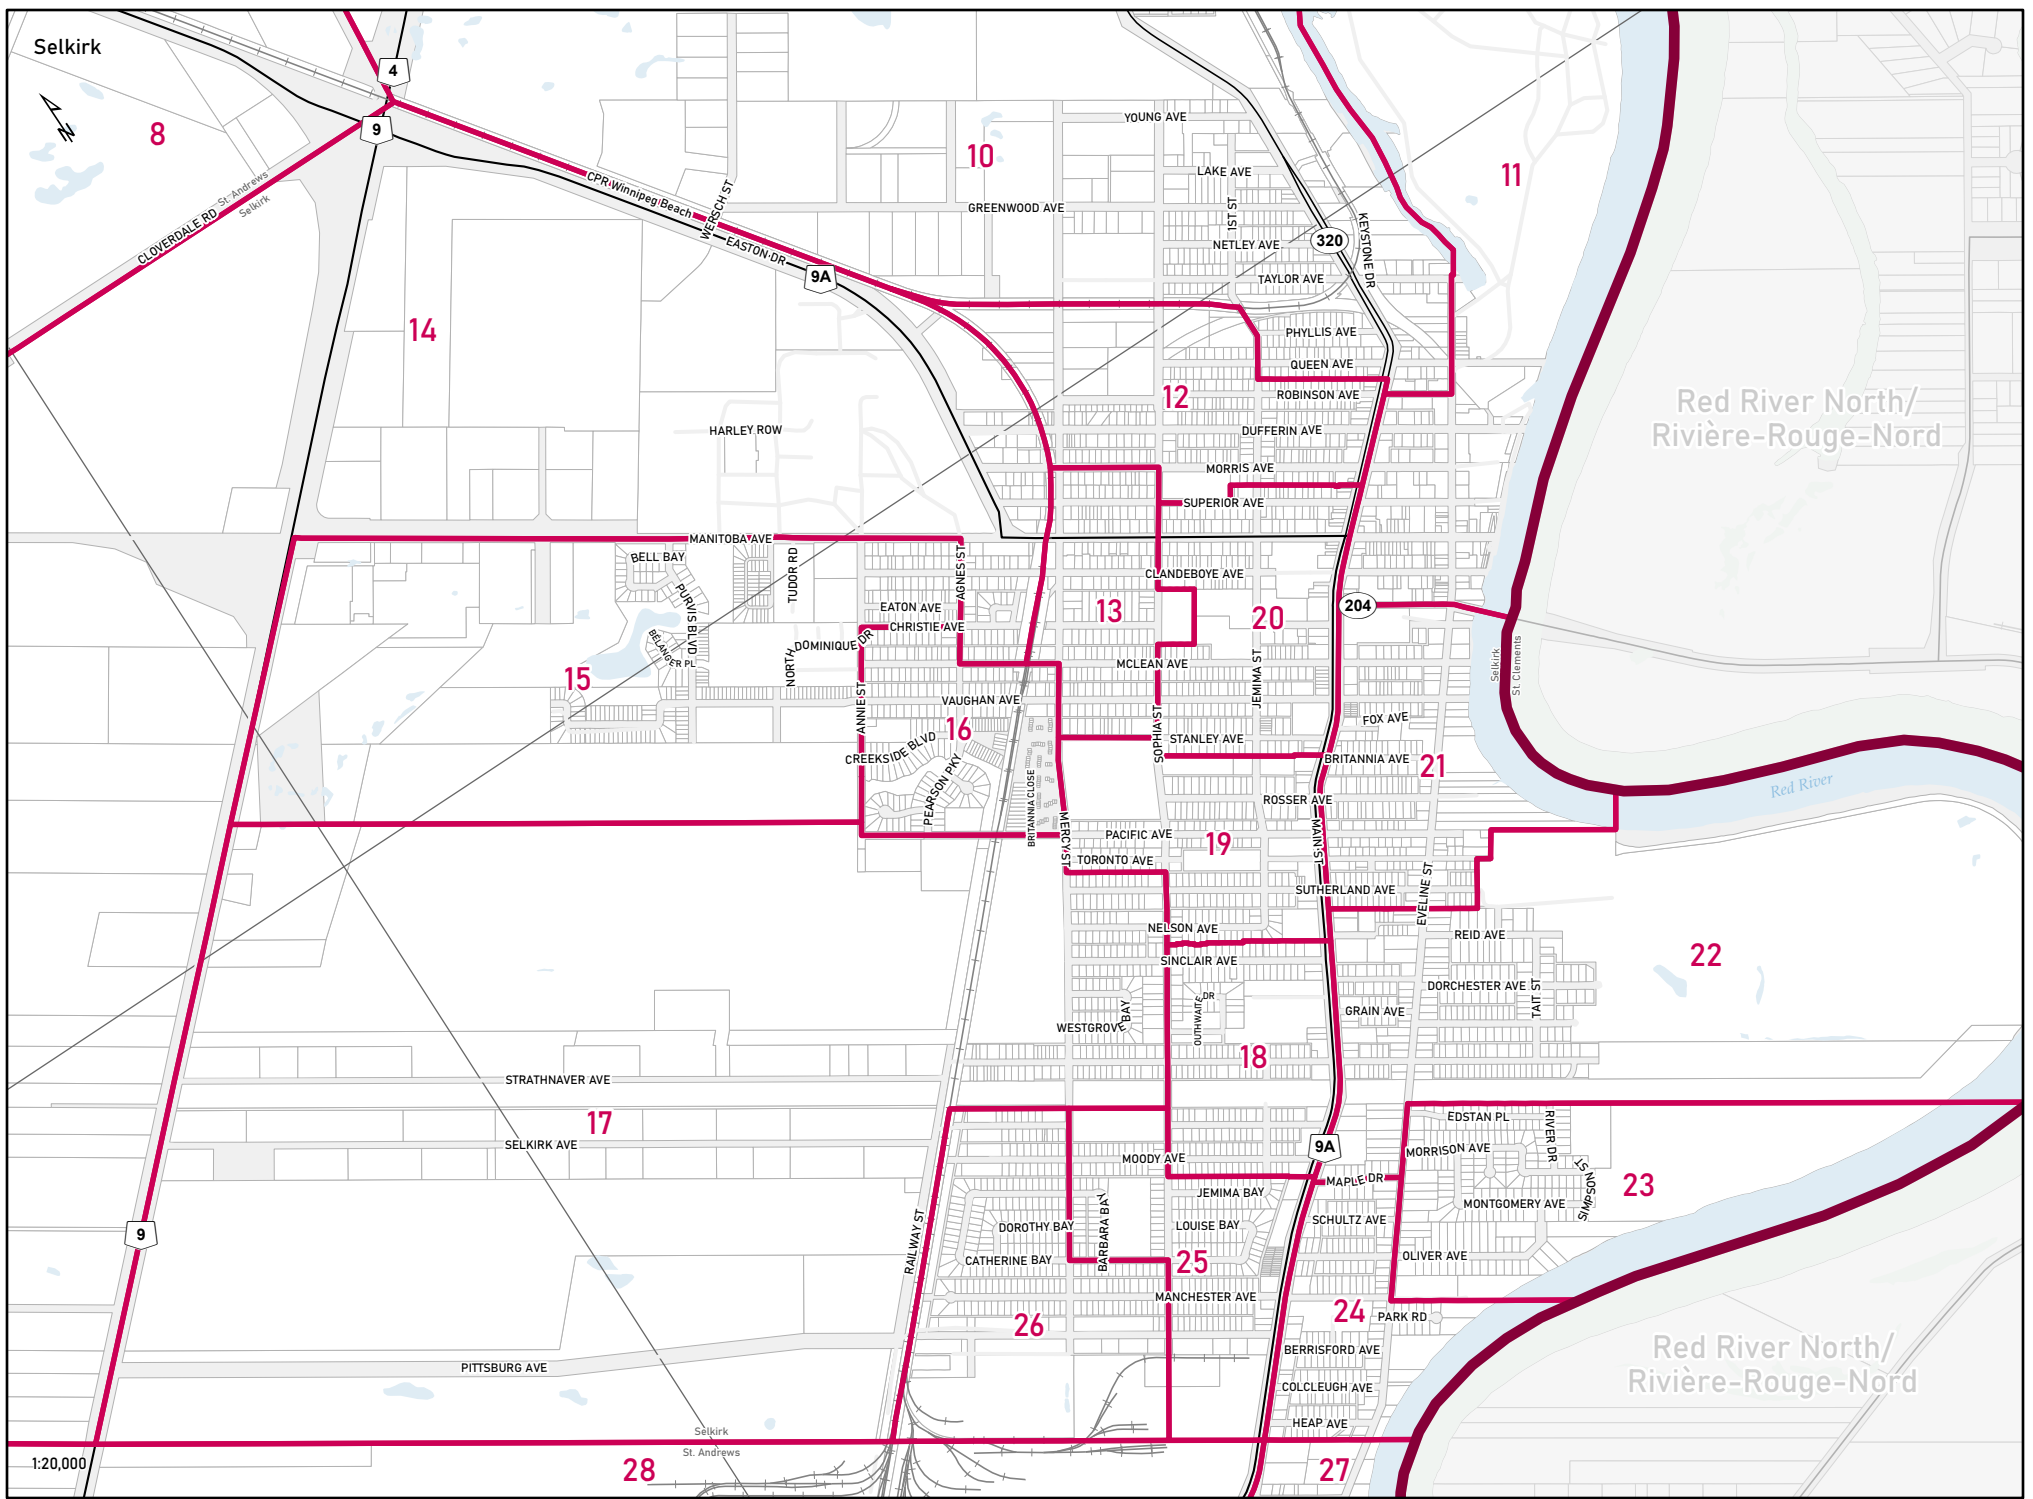 Selkirk
N
4
9
8
10
11
YOUNG AVE
LAKE AVE
1ST ST
GREENWOOD AVE
CPR Winnipeg Beach
WERSCH ST
St. Andrews
Selkirk
CLOVERDALE RD
EASTON DR
9A
NETLEY AVE
320
KEYSTONE DR
TAYLOR AVE
14
PHYLLIS AVE
QUEEN AVE
12
ROBINSON AVE
Red River North/
Rivière-Rouge-Nord
HARLEY ROW
DUFFERIN AVE
MORRIS AVE
SUPERIOR AVE
MANITOBA AVE
BELL BAY
TUDOR RD
AGNES ST
CLANDEBOYE AVE
PURVIS BLVD
EATON AVE
CHRISTIE AVE
13
20
204
BELANGER PL
NORTH
DOMINIQUE DR
MCLEAN AVE
JEMIMA ST
Selkirk
St. Clements
15
ANNIE ST
VAUGHAN AVE
16
CREEKSIDE BLVD
PEARSON PKY
BRITANNIA CLOSE
SOPHIA ST
STANLEY AVE
FOX AVE
BRITANNIA AVE
21
ROSSER AVE
Red River
MERCY ST
PACIFIC AVE
19
MAIN ST
TORONTO AVE
SUTHERLAND AVE
EVELINE ST
NELSON AVE
REID AVE
SINCLAIR AVE
22
DORCHESTER AVE
TAIT ST
WESTGROVE BAY
OUTHWAITE DR
GRAIN AVE
18
STRATHNAVER AVE
17
SELKIRK AVE
EDSTAN PL
RIVER DR
9A
MORRISON AVE
MOODY AVE
MAPLE DR
SIMPSON ST
23
JEMIMA BAY
MONTGOMERY AVE
9
RAILWAY ST
DOROTHY BAY
BARBARA BAY
LOUISE BAY
SCHULTZ AVE
CATHERINE BAY
25
OLIVER AVE
MANCHESTER AVE
26
24
PARK RD
BERRISFORD AVE
Red River North/
Rivière-Rouge-Nord
PITTSBURG AVE
COLCLEUGH AVE
HEAP AVE
Selkirk
St. Andrews
1:20,000
28
27